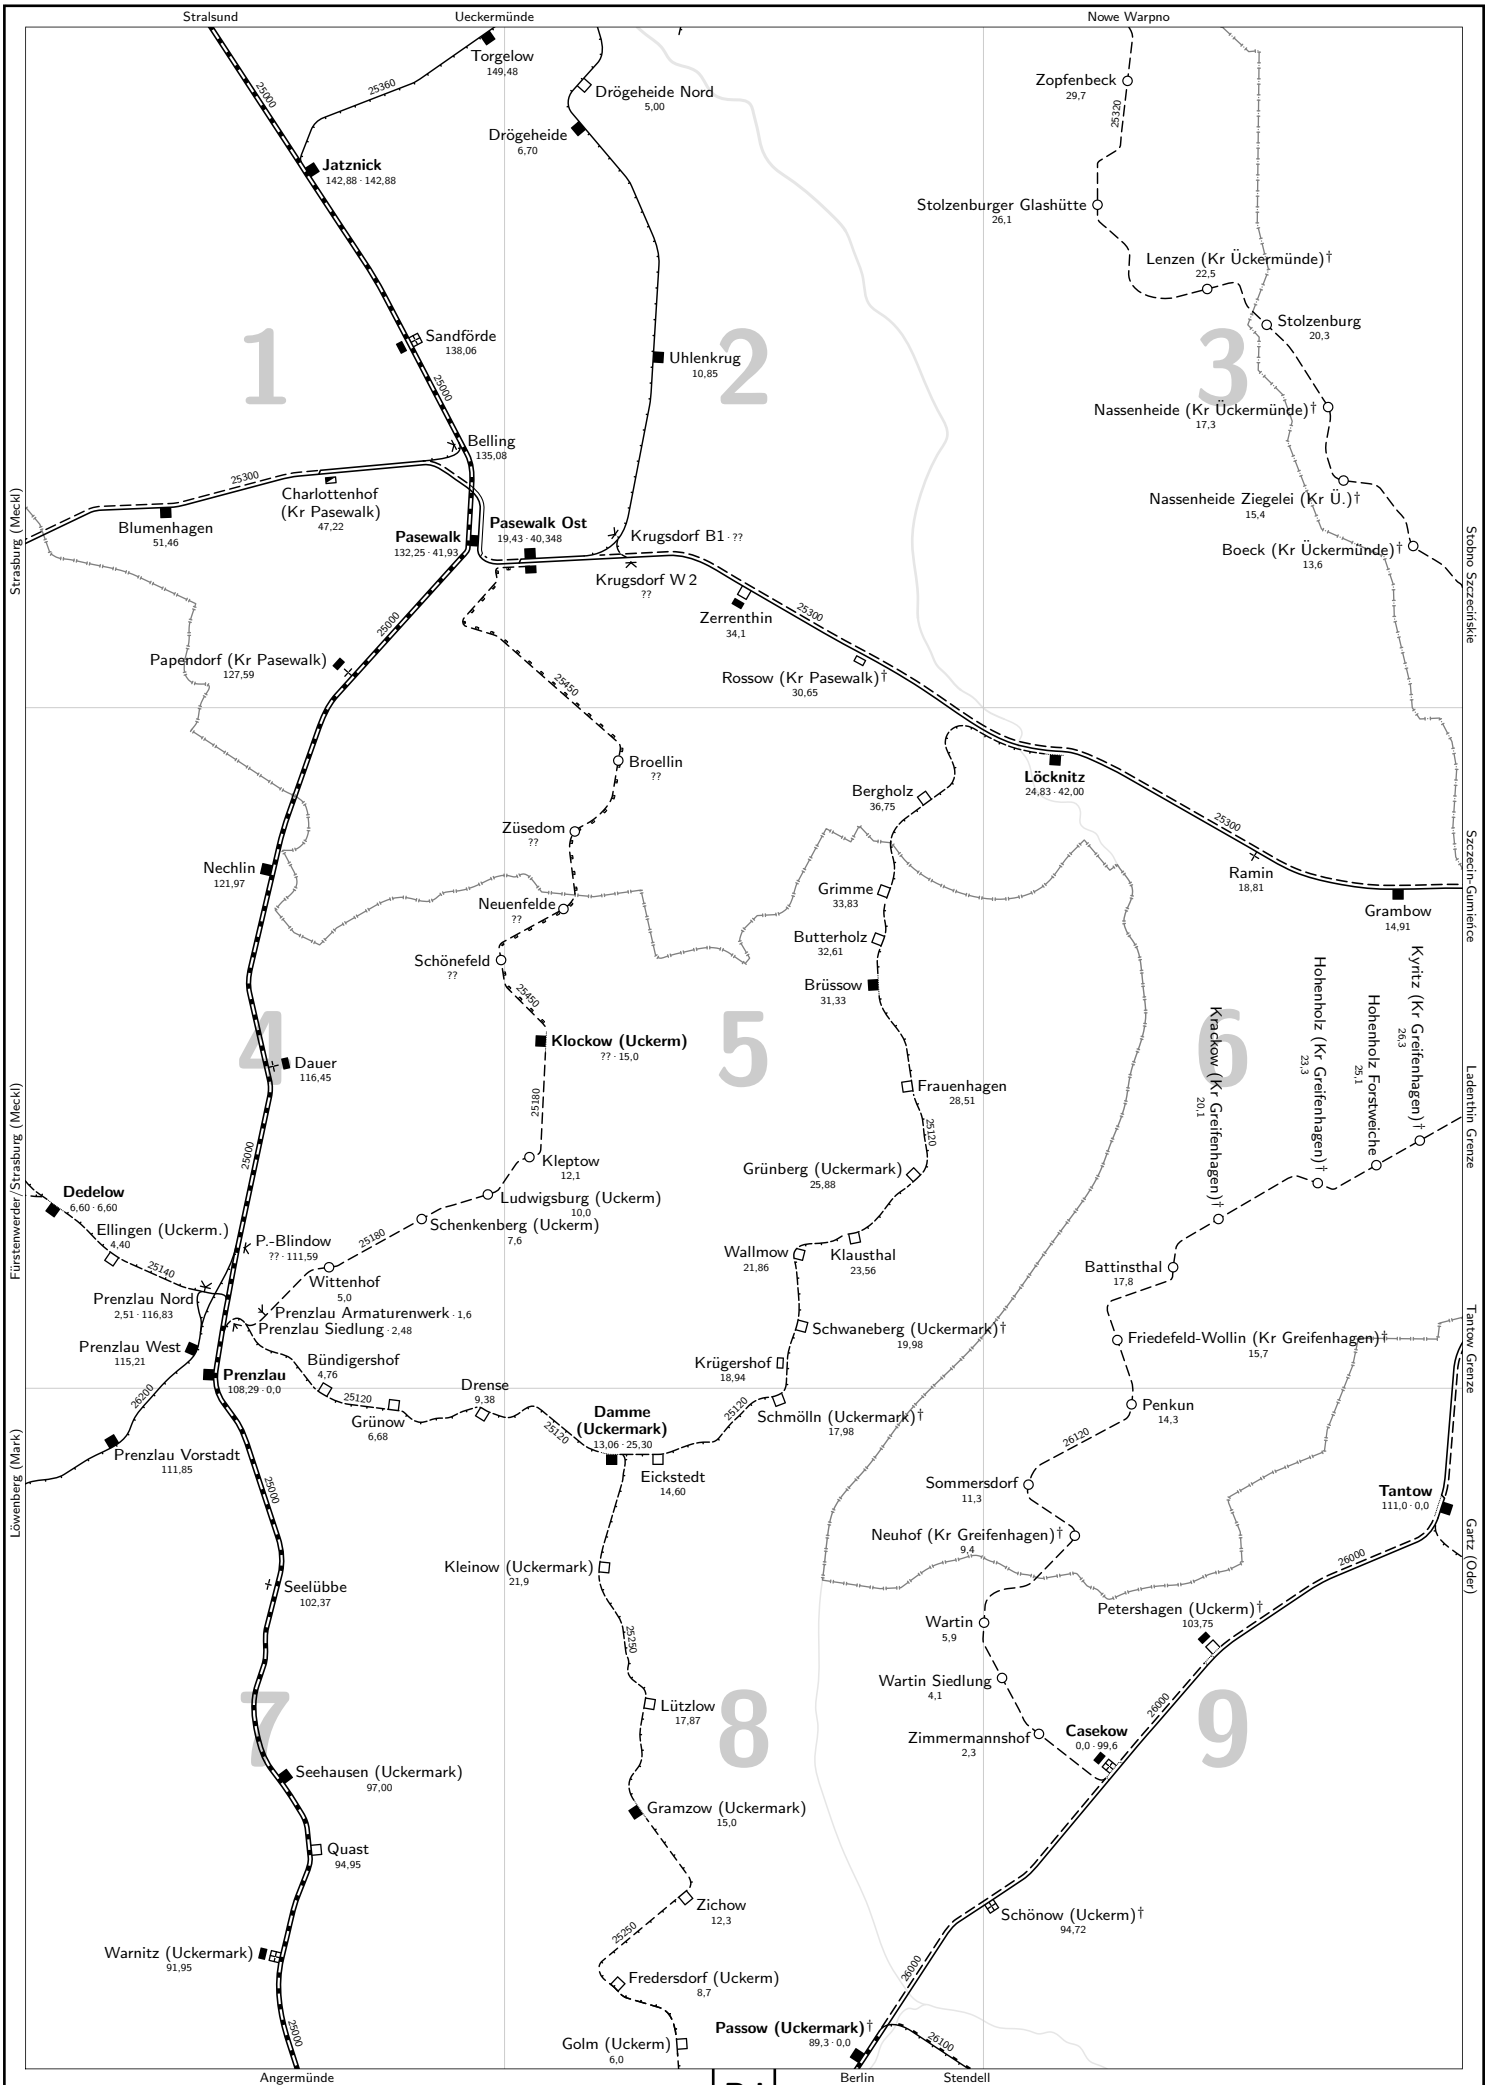 Stralsund
Ueckermünde
Nowe Warpno
Torgelow
149,48
25000
25360
Drögeheide Nord
5,00
Zopfenbeck
29,7
25320
Drögeheide
6,70
Jatznick
142,88 · 142,88
Stolzenburger Glashütte
26,1
Lenzen (Kr Ückermünde)†
22,5
Stolzenburg
20,3
1
2
3
Sandförde
138,06
25000
Uhlenkrug
10,85
Nassenheide (Kr Ückermünde)†
17,3
Belling
135,08
25300
Charlottenhof
(Kr Pasewalk)
47,22
Nassenheide Ziegelei (Kr Ü.)†
15,4
Strasburg (Meckl)
Blumenhagen
51,46
Pasewalk
132,25 · 41,93
Pasewalk Ost
19,43 · 40,348
Krugsdorf B1 · ??
Boeck (Kr Ückermünde)†
13,6
Stobno Szczecińskie
Krugsdorf W 2
??
Zerrenthin
34,1
25300
25000
Papendorf (Kr Pasewalk)
127,59
Rossow (Kr Pasewalk)†
30,65
25450
Broellin
??
Löcknitz
24,83 · 42,00
Bergholz
36,75
25300
Züsedom
??
Nechlin
121,97
Ramin
18,81
Szczecin-Gumieńce
Grimme
33,83
Grambow
14,91
Neuenfelde
??
Butterholz
32,61
Schönefeld
??
Brüssow
31,33
25450
4
5
6
Klockow (Uckerm)
?? · 15,0
Krackow (Kr Greifenhagen)†
20,1
Hohenholz (Kr Greifenhagen)†
23,3
Hohenholz Forstweiche
25,1
Kyritz (Kr Greifenhagen)†
26,3
Ladenthin Grenze
Dauer
116,45
25180
Frauenhagen
28,51
25120
25000
Kleptow
12,1
Grünberg (Uckermark)
25,88
Fürstenwerder/Strasburg (Meckl)
Dedelow
6,60 · 6,60
Ludwigsburg (Uckerm)
10,0
Ellingen (Uckerm.)
4,40
Schenkenberg (Uckerm)
7,6
25180
P.-Blindow
?? · 111,59
Wallmow
21,86
Klausthal
23,56
Battinsthal
17,8
25140
Wittenhof
5,0
Prenzlau Nord
2,51 · 116,83
Prenzlau Armaturenwerk · 1,6
Prenzlau Siedlung · 2,48
Schwaneberg (Uckermark)†
19,98
Friedefeld-Wollin (Kr Greifenhagen)†
15,7
Tantow Grenze
Prenzlau West
115,21
Bündigershof
4,76
Krügershof
18,94
Prenzlau
108,29 · 0,0
26200
25120
Grünow
6,68
Drense
9,38
25120
Damme
(Uckermark)
13,06 · 25,30
25120
Schmölln (Uckermark)†
17,98
Penkun
14,3
26120
Löwenberg (Mark)
Prenzlau Vorstadt
111,85
Eickstedt
14,60
Sommersdorf
11,3
Tantow
111,0 · 0,0
25000
Neuhof (Kr Greifenhagen)†
9,4
Gartz (Oder)
26000
Kleinow (Uckermark)
21,9
Seelübbe
102,37
Petershagen (Uckerm)†
103,75
25250
Wartin
5,9
Wartin Siedlung
4,1
26000
Lützlow
17,87
7
8
9
Zimmermannshof
2,3
Casekow
0,0 · 99,6
Seehausen (Uckermark)
97,00
Gramzow (Uckermark)
15,0
Quast
94,95
Zichow
12,3
Schönow (Uckerm)†
94,72
25250
Warnitz (Uckermark)
91,95
26000
Fredersdorf (Uckerm)
8,7
25000
Golm (Uckerm)
6,0
Passow (Uckermark)†
89,3 · 0,0
26100
Angermünde
Berlin
Stendell